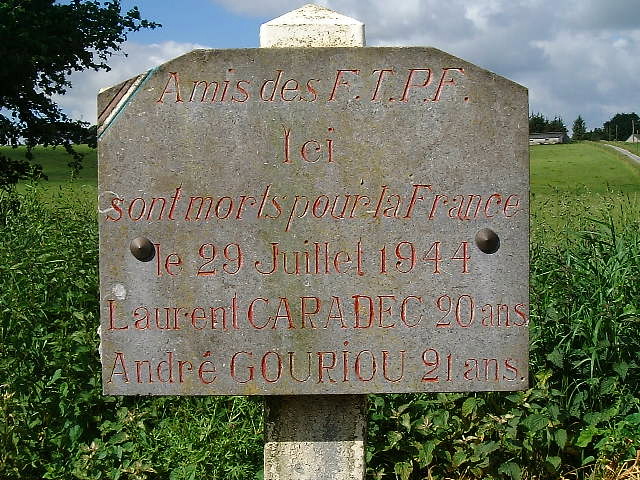 Amis des F.T.P.F.
Ici
sont morts pour la France
le 29 Juillet 1944
Laurent CARADEC 20 ans
André GOURIOU 21 ans.